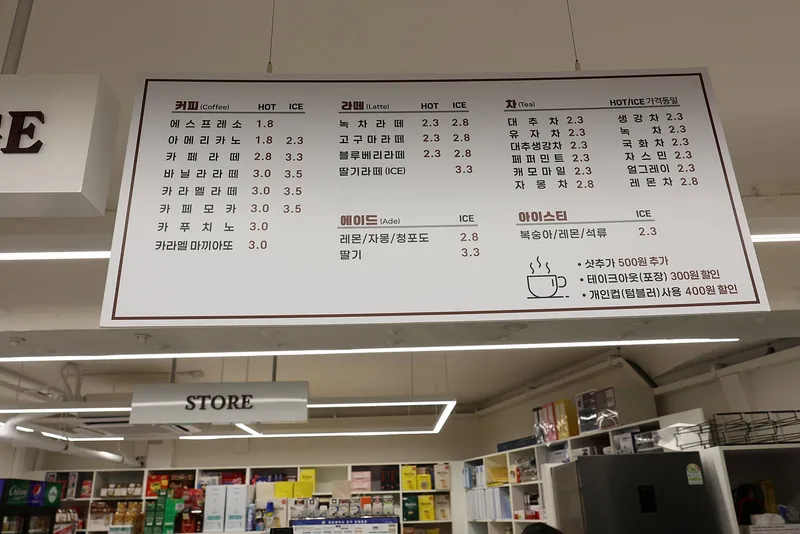 E
커피 (Coffee) HOT ICE
에스프레소 1.8
아메리카노 1.8 2.3
카페라떼 2.8 3.3
바닐라라떼 3.0 3.5
카라멜라떼 3.0 3.5
카페모카 3.0 3.5
카푸치노 3.0
카라멜 마끼아또 3.0
라떼 (Latte) HOT ICE
녹차라떼 2.3 2.8
고구마라떼 2.3 2.8
블루베리라떼 2.3 2.8
딸기라떼 (ICE) 3.3
에이드 (Ade) ICE
레몬/자몽/청포도 2.8
딸기 3.3
차 (Tea) HOT/ICE 가격동일
대추차 2.3 생강차 2.3
유자차 2.3 녹차 2.3
대추생강차 2.3 국화차 2.3
페퍼민트 2.3 자스민 2.3
캐모마일 2.3 얼그레이 2.3
자몽차 2.8 레몬차 2.8
아이스티 ICE
복숭아/레몬/석류 2.3
• 샷추가 500원 추가
• 테이크아웃(포장) 300원 할인
• 개인컵(텀블러)사용 400원 할인
STORE